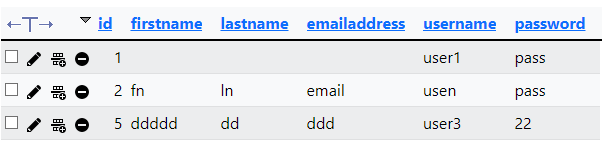 id firstname lastname emailaddress username password
1 user1 pass
2 fn ln email usen pass
5 ddddd dd ddd user3 22